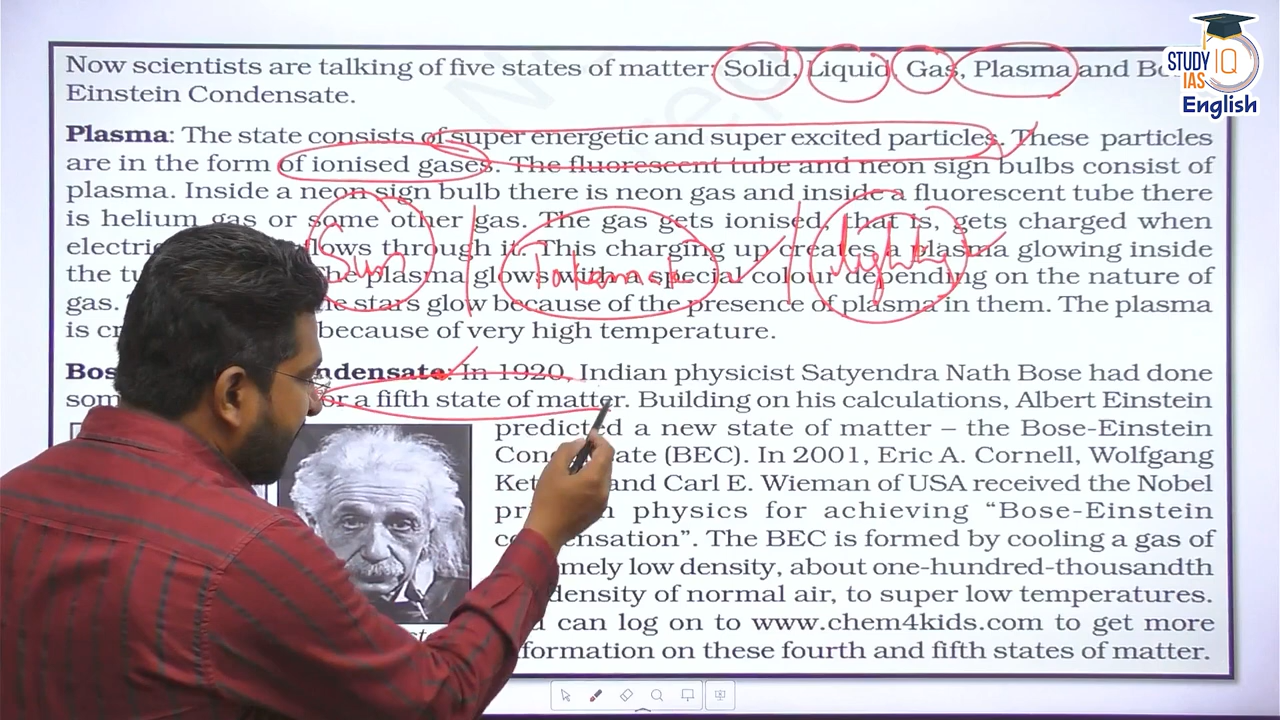 Now scientists are talking of five states of matter: Solid, Liquid, Gas, Plasma and
Einstein Condensate.
STUDY IQ
IAS
English
Plasma: The state consists of super energetic and super excited particles. These particles
are in the form of ionised gases. The fluorescent tube and neon sign bulbs consist of
plasma. Inside a neon sign bulb there is neon gas and inside a fluorescent tube there
is helium gas or some other gas. The gas gets ionised, that is, gets charged when
flows through it. This charging up creates a plasma glowing inside
the plasma glows with a special colour depending on the nature of
gas. stars glow because of the presence of plasma in them. The plasma
is because of very high temperature.
Sun
Tokamak
In 1920, Indian physicist Satyendra Nath Bose had done
a fifth state of matter. Building on his calculations, Albert Einstein
predicted a new state of matter – the Bose-Einstein
(BEC). In 2001, Eric A. Cornell, Wolfgang
and Carl E. Wieman of USA received the Nobel
physics for achieving “Bose-Einstein
The BEC is formed by cooling a gas of
low density, about one-hundred-thousandth
density of normal air, to super low temperatures.
can log on to www.chem4kids.com to get more
on these fourth and fifth states of matter.